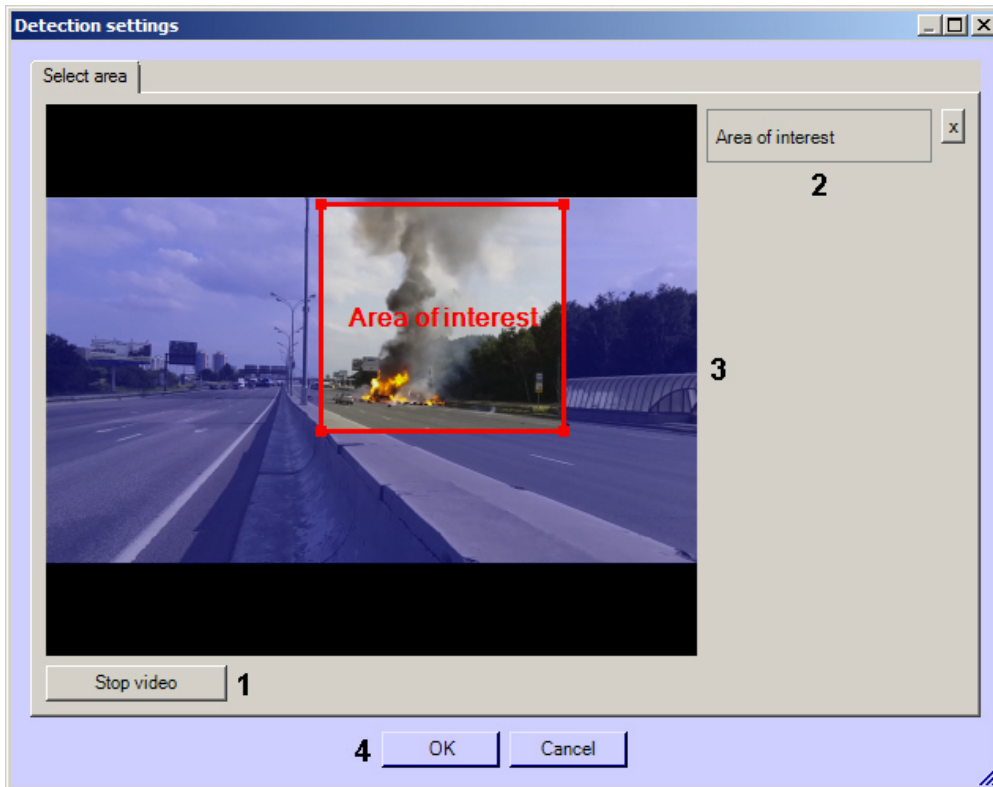 Detection settings
Select area
Area of interest
x
2
Area of interest
3
Stop video
1
4
OK
Cancel